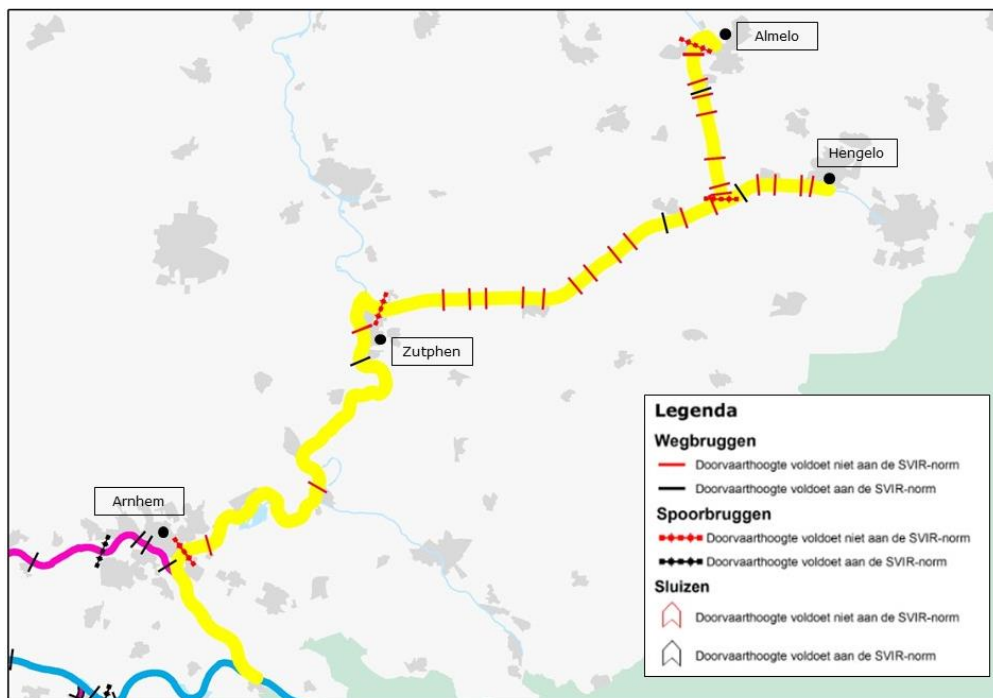 Almelo
Hengelo
Zutphen
Arnhem
Legenda
Wegbruggen
Doorvaarthoogte voldoet niet aan de SVIR-norm
Doorvaarthoogte voldoet aan de SVIR-norm
Spoorbruggen
Doorvaarthoogte voldoet niet aan de SVIR-norm
Doorvaarthoogte voldoet aan de SVIR-norm
Sluizen
Doorvaarthoogte voldoet niet aan de SVIR-norm
Doorvaarthoogte voldoet aan de SVIR-norm